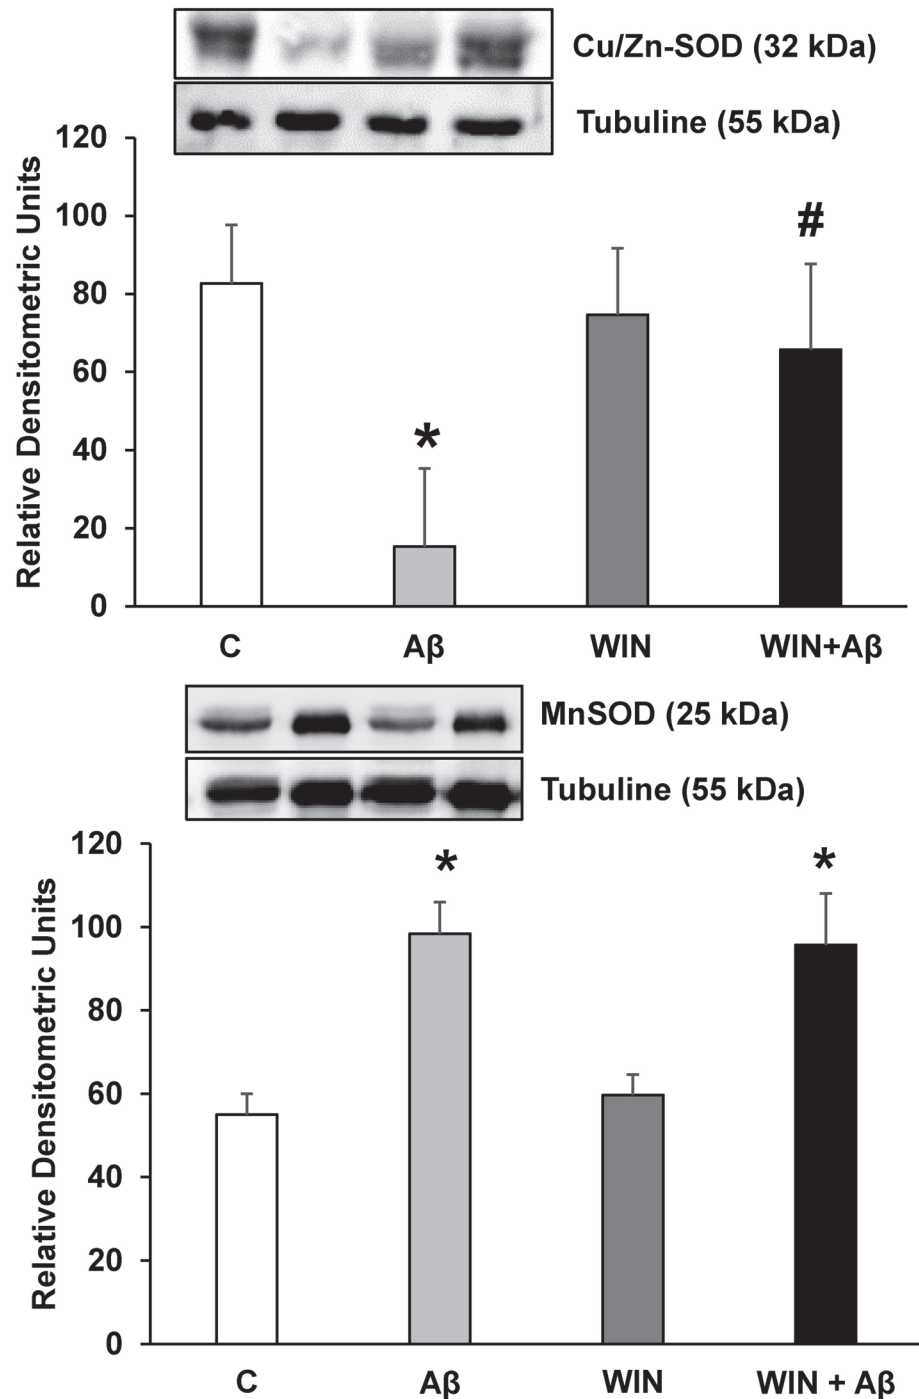 Cu/Zn-SOD (32 kDa)
Tubuline (55 kDa)
Relative Densitometric Units
120
100
80
60
40
20
0
*
#
C Aβ WIN WIN+Aβ
MnSOD (25 kDa)
Tubuline (55 kDa)
Relative Densitometric Units
120
100
80
60
40
20
0
*
*
C Aβ WIN WIN + Aβ